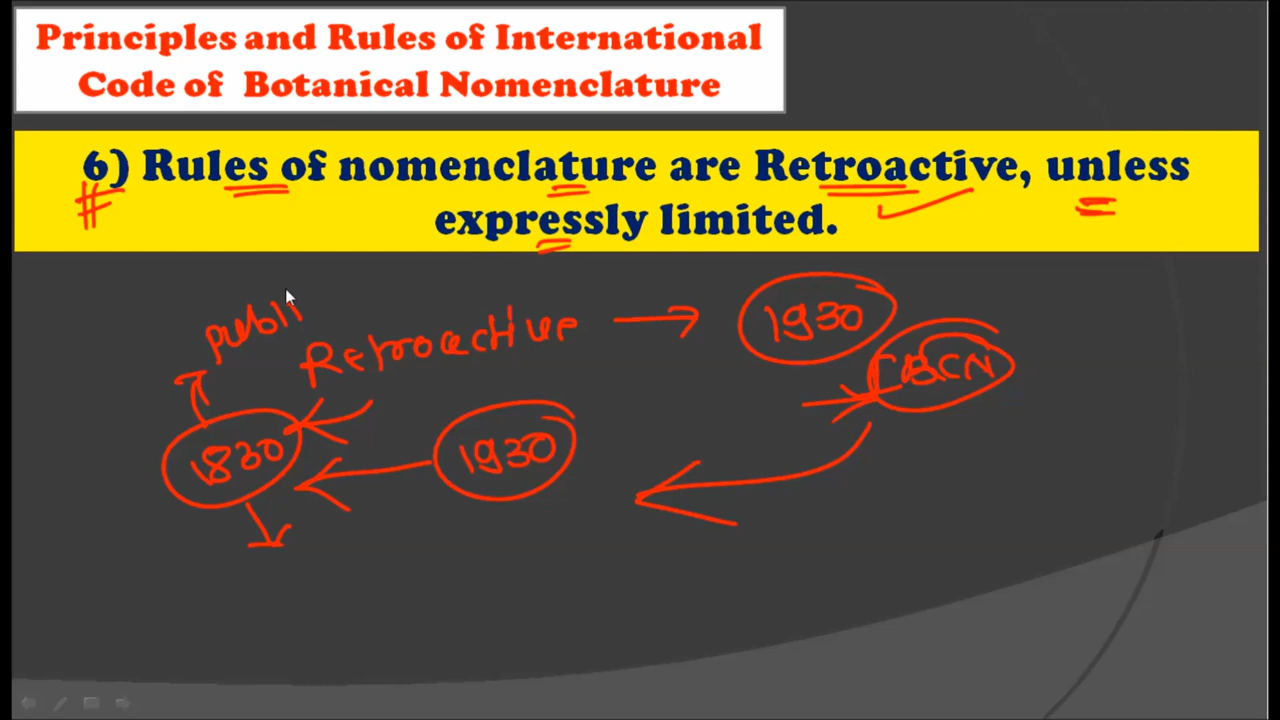 Principles and Rules of International
Code of Botanical Nomenclature
6) Rules of nomenclature are Retroactive, unless
expressly limited.
publi
Retroactive → 1930
1830
1930